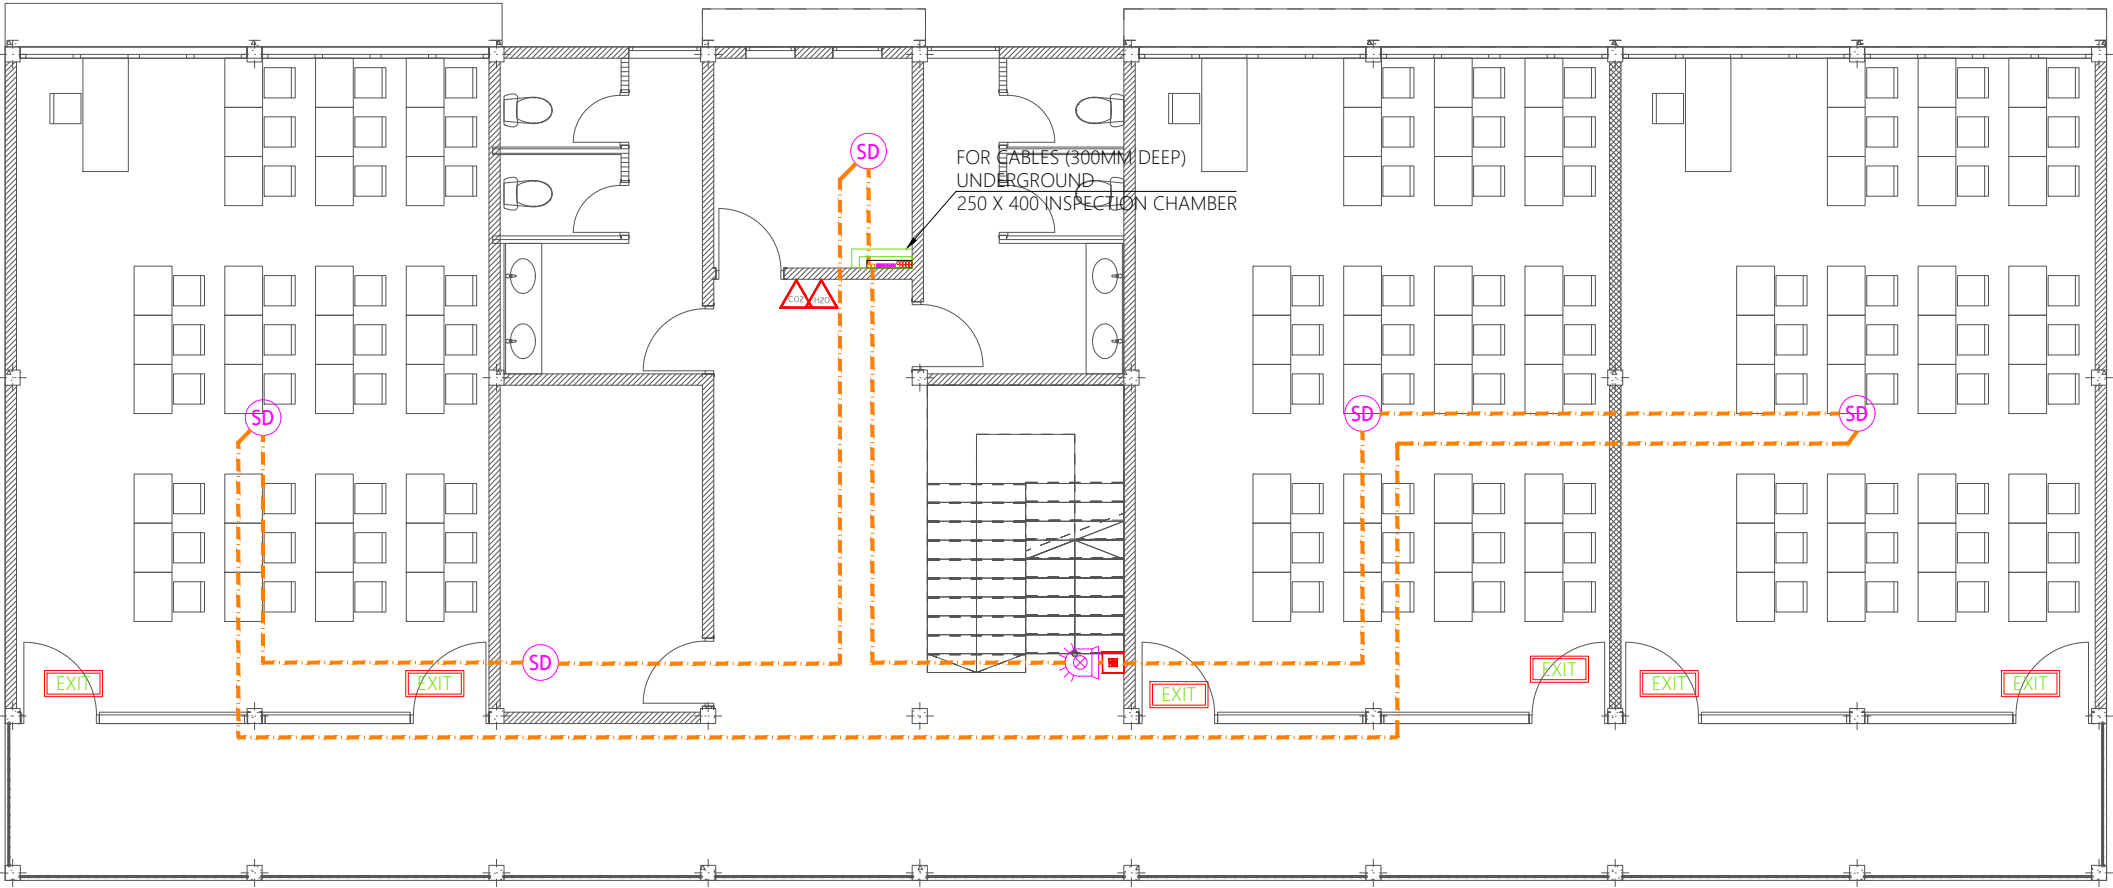 SD
FOR CABLES (300MM DEEP)
UNDERGROUND
250 X 400 INSPECTION CHAMBER
CO2
H2O
SD
SD
SD
SD
EXIT
EXIT
EXIT
EXIT
EXIT
EXIT